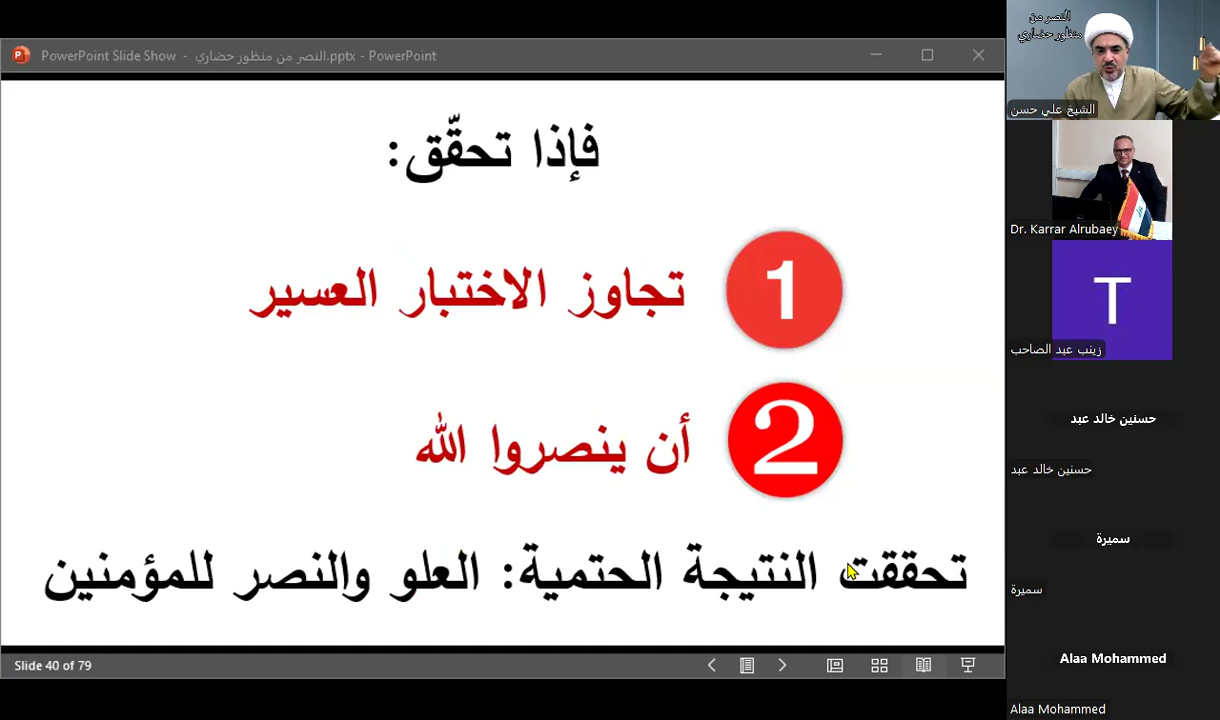 PowerPoint Slide Show - النصر من منظور حضاري.pptx - PowerPoint
فإذا تحقّق:
1 تجاوز الاختبار العسير
2 أن ينصروا الله
تحققت النتيجة الحتمية: العلو والنصر للمؤمنين
Slide 40 of 79
النصر من
منظور حضاري
الشيخ علي حسن
Dr. Karrar Alrubaey
T
زينب عبد الصاحب
حسنين خالد عبد
حسنين خالد عبد
سميرة
سميرة
Alaa Mohammed
Alaa Mohammed